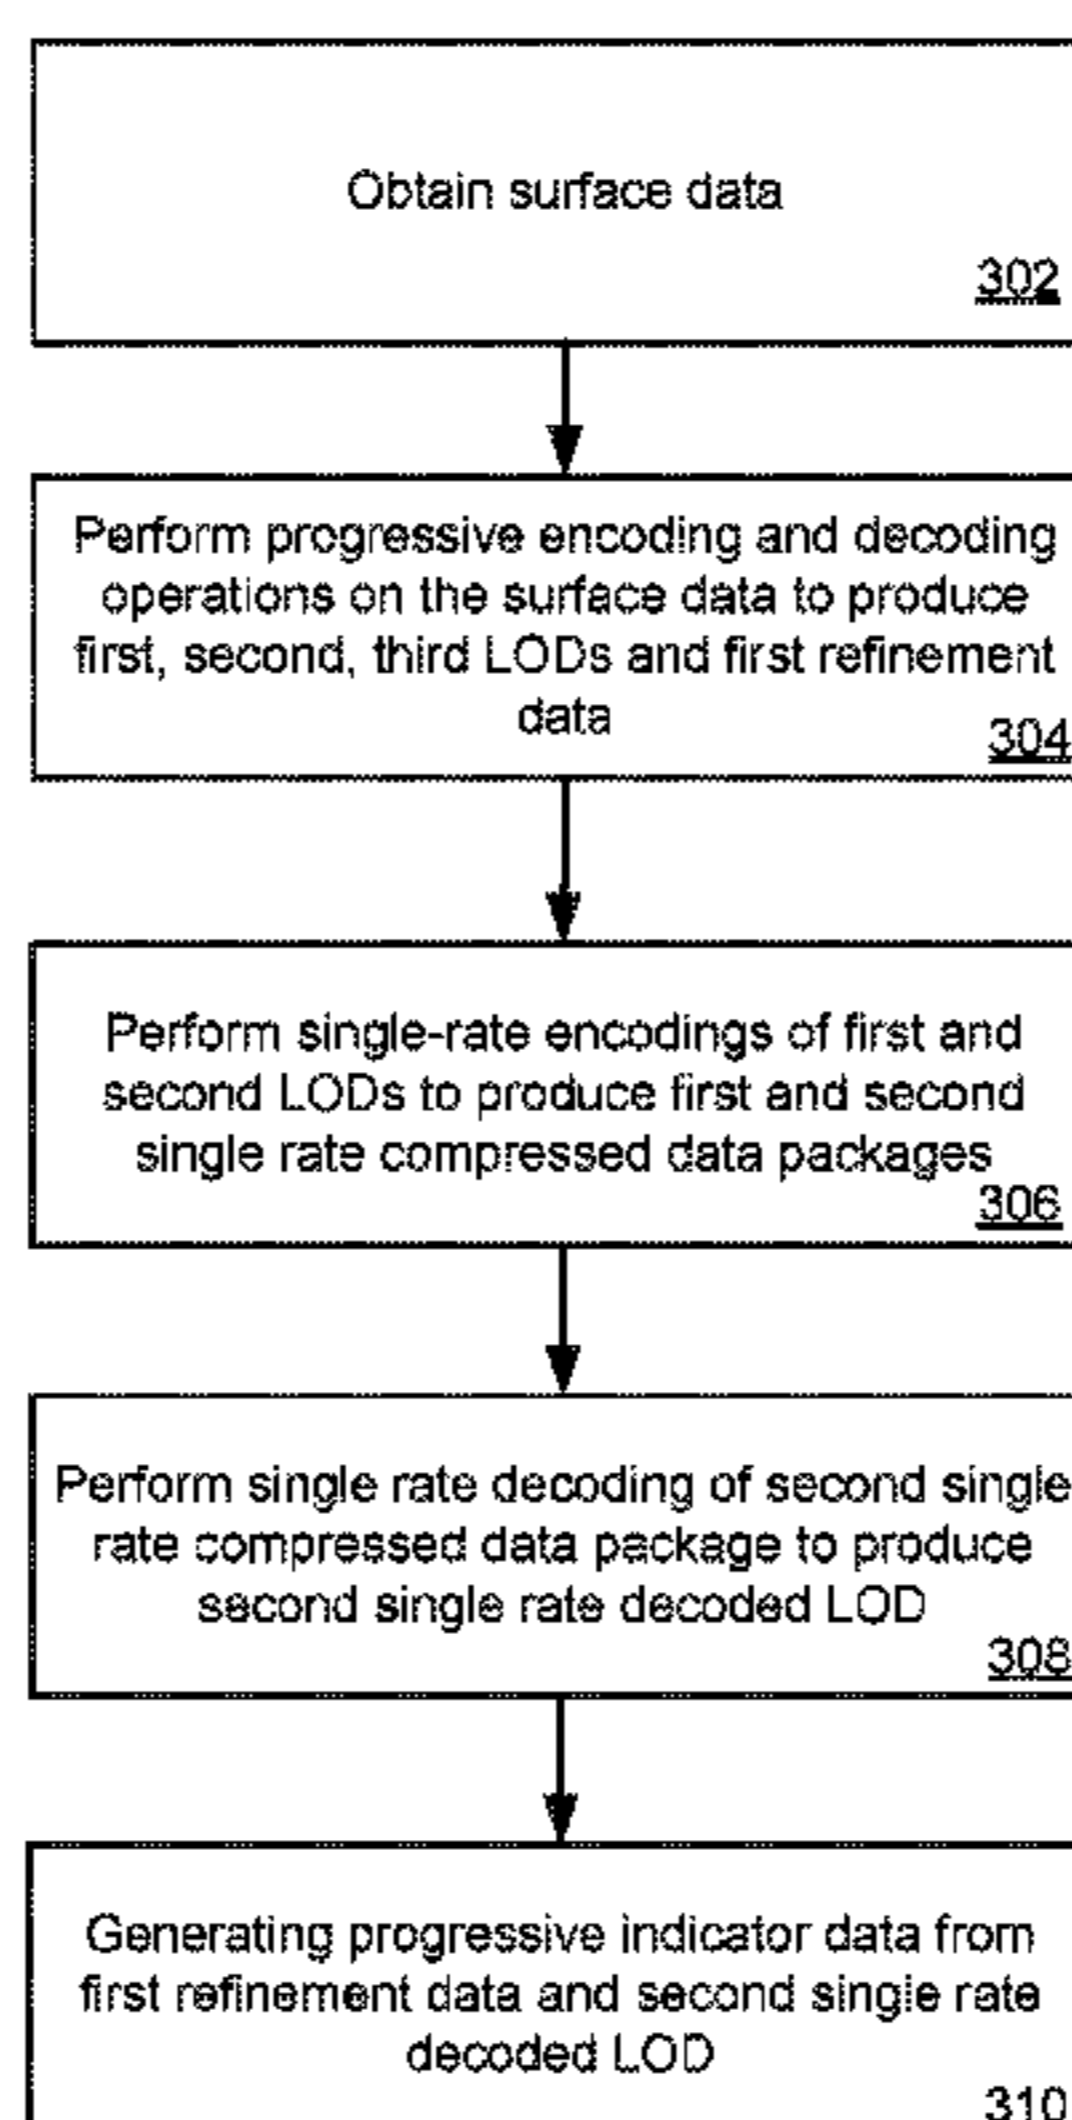 Obtain surface data
302
Perform progressive encoding and decoding
operations on the surface data to produce
first, second, third LODs and first refinement
data
304
Perform single-rate encodings of first and
second LODs to produce first and second
single rate compressed data packages
306
Perform single rate decoding of second single
rate compressed data package to produce
second single rate decoded LOD
308
Generating progressive indicator data from
first refinement data and second single rate
decoded LOD
310